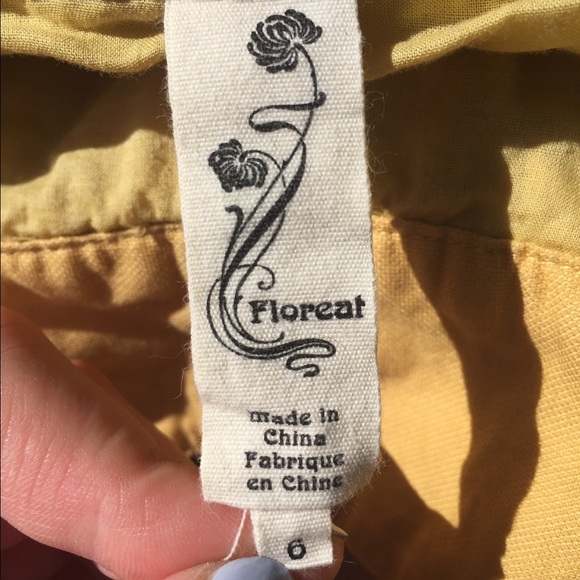 Floreat
made in
China
Fabrique
en Chine
6